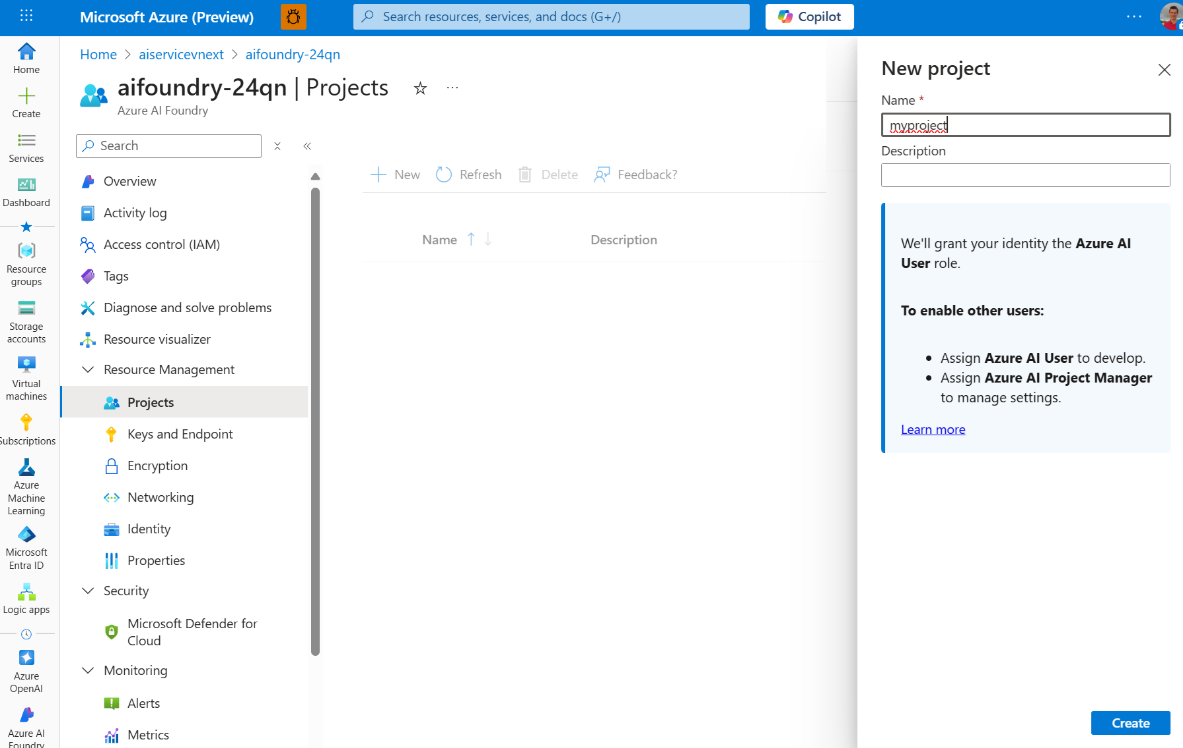 Microsoft Azure (Preview)
Search resources, services, and docs (G+/)
Copilot
Home
Create
Services
Dashboard
Resource
groups
Storage
accounts
Virtual
machines
Subscriptions
Azure
Machine
Learning
Microsoft
Entra ID
Logic apps
Azure
OpenAI
Azure AI
Foundry
Home > aiservicevnext > aifoundry-24qn
aifoundry-24qn | Projects
Azure AI Foundry
Search
Overview
Activity log
Access control (IAM)
Tags
Diagnose and solve problems
Resource visualizer
Resource Management
Projects
Keys and Endpoint
Encryption
Networking
Identity
Properties
Security
Microsoft Defender for
Cloud
Monitoring
Alerts
Metrics
New Refresh Delete Feedback?
Name ↑ ↓ Description
New project
Name *
myproject
Description
We'll grant your identity the Azure AI
User role.
To enable other users:
• Assign Azure AI User to develop.
• Assign Azure AI Project Manager
to manage settings.
Learn more
Create